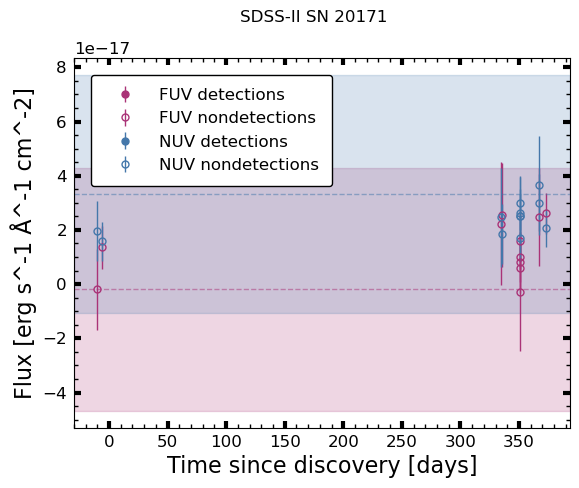 SDSS-II SN 20171
1e−17
8
6
4
2
0
−2
−4
Flux [erg s^-1 Å^-1 cm^-2]
FUV detections
FUV nondetections
NUV detections
NUV nondetections
0 50 100 150 200 250 300 350
Time since discovery [days]